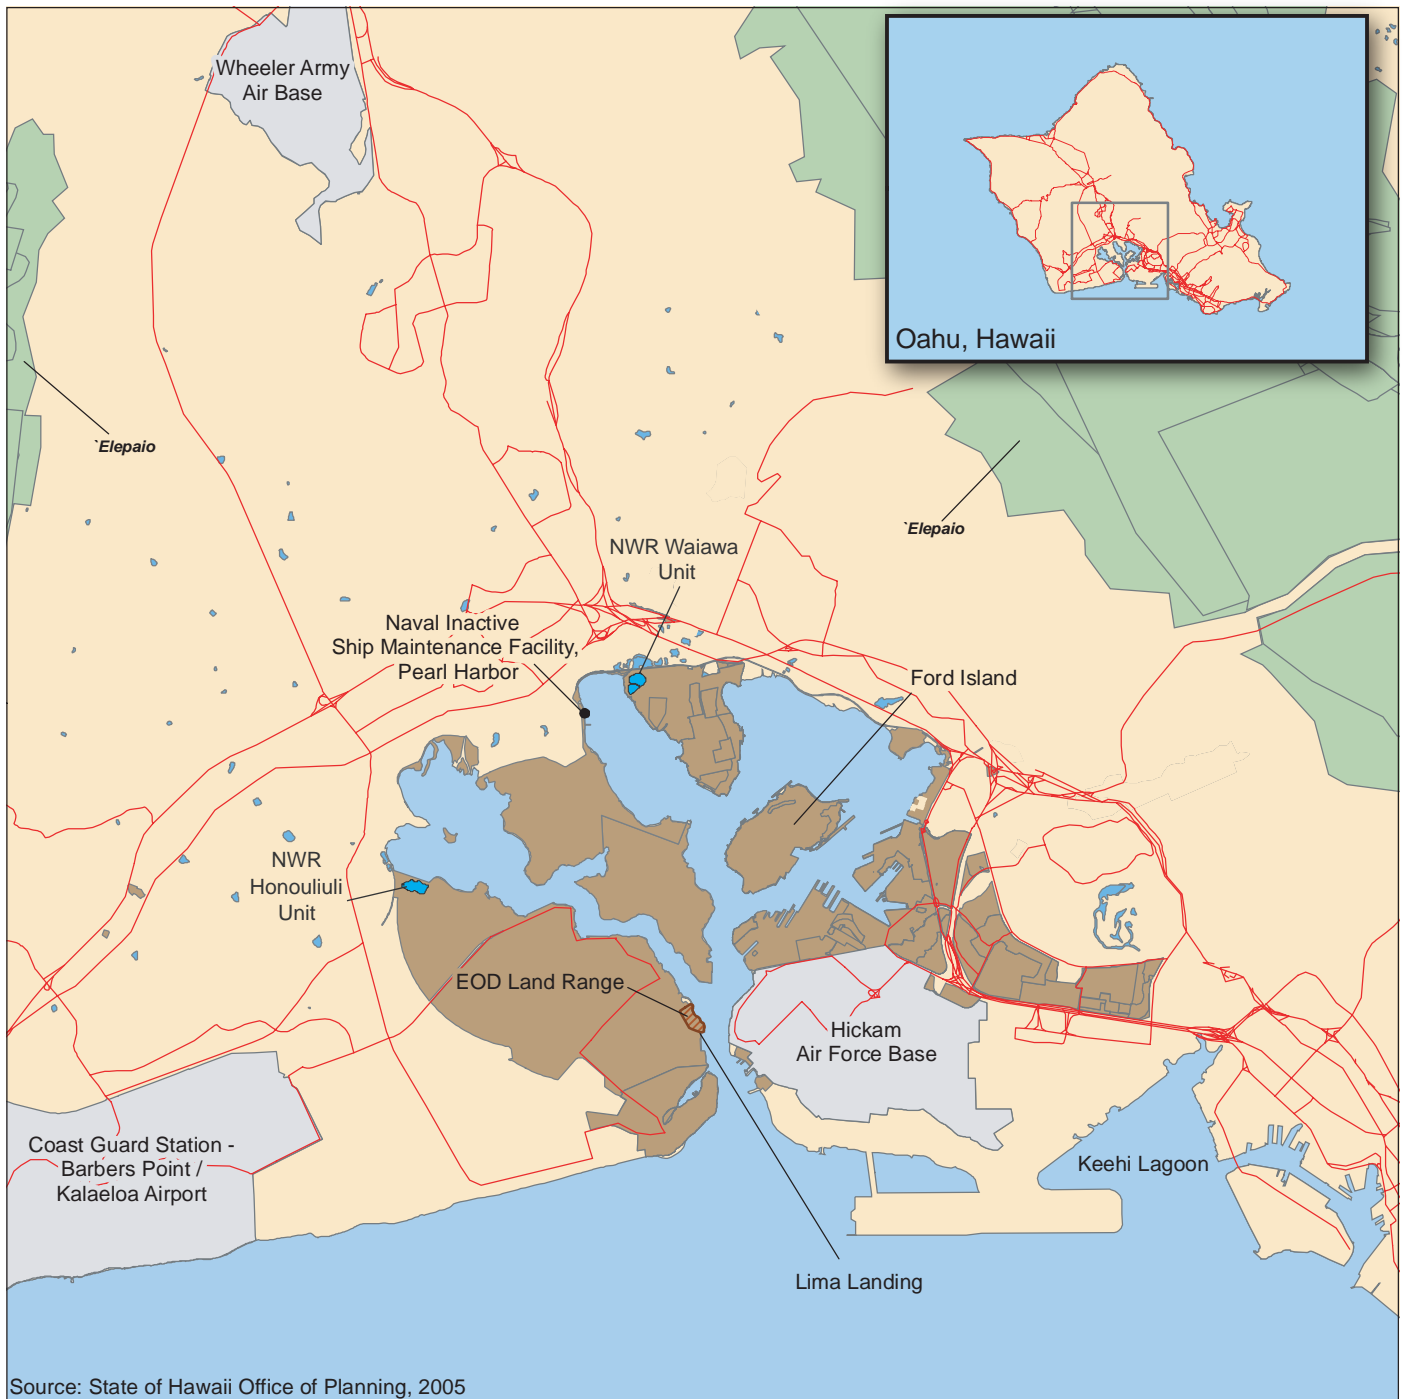 Wheeler Army
Air Base
Oahu, Hawaii
`Elepaio
`Elepaio
NWR Waiawa
Unit
Naval Inactive
Ship Maintenance Facility,
Pearl Harbor
Ford Island
NWR
Honouliuli
Unit
EOD Land Range
Hickam
Air Force Base
Coast Guard Station -
Barbers Point /
Kalaeloa Airport
Keehi Lagoon
Lima Landing
Source: State of Hawaii Office of Planning, 2005